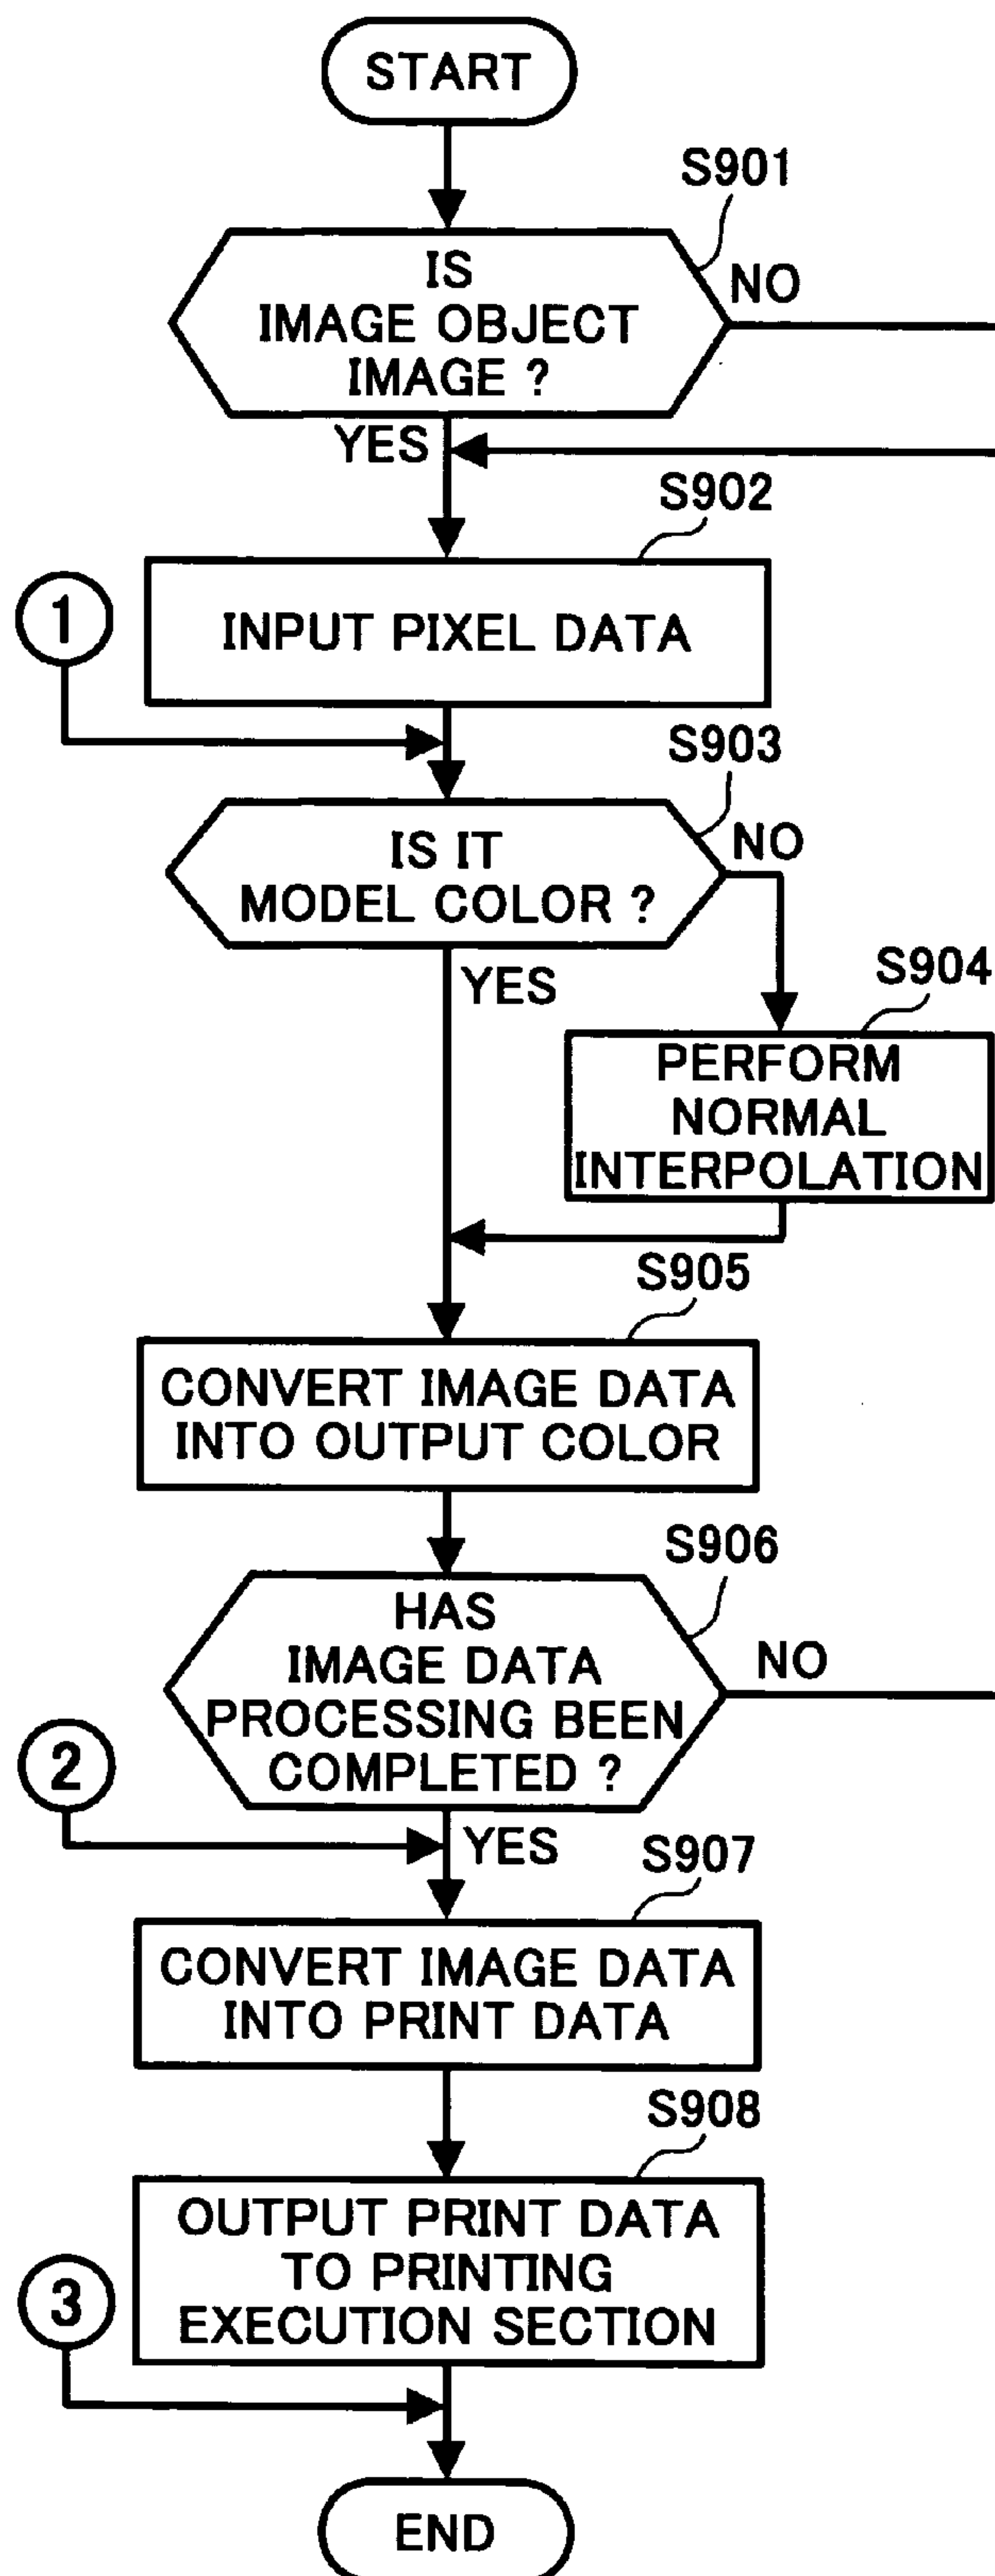 START
S901
IS
IMAGE OBJECT
IMAGE ?
NO
YES
S902
1
INPUT PIXEL DATA
S903
IS IT
MODEL COLOR ?
NO
YES
S904
PERFORM
NORMAL
INTERPOLATION
S905
CONVERT IMAGE DATA
INTO OUTPUT COLOR
S906
HAS
IMAGE DATA
PROCESSING BEEN
COMPLETED ?
NO
2
YES
S907
CONVERT IMAGE DATA
INTO PRINT DATA
S908
OUTPUT PRINT DATA
TO PRINTING
EXECUTION SECTION
3
END